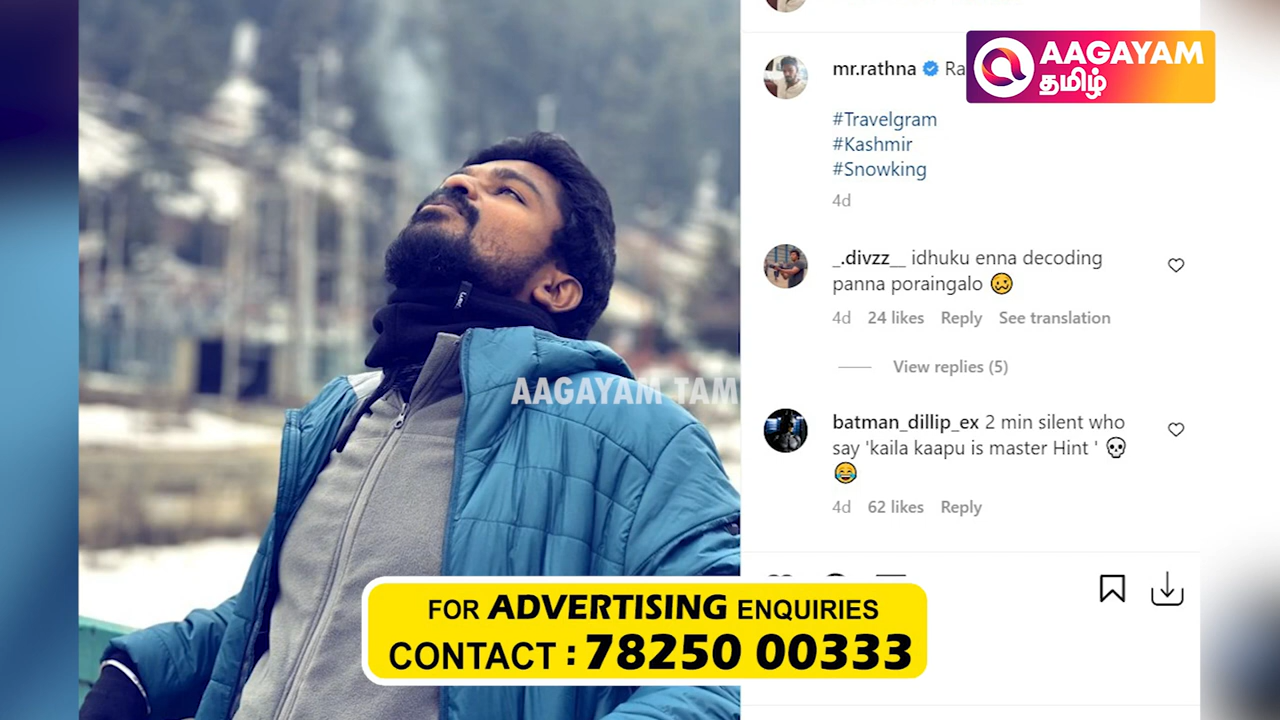 AAGAYAM
தமிழ்
mr.rathna Ra
#Travelgram
#Kashmir
#Snowking
4d
_.divzz__ idhuku enna decoding
panna poraingalo 🥴
4d 24 likes Reply See translation
View replies (5)
batman_dillip_ex 2 min silent who
say 'kaila kaapu is master Hint ' 💀
😂
4d 62 likes Reply
AAGAYAM TAM
FOR ADVERTISING ENQUIRIES
CONTACT : 78250 00333